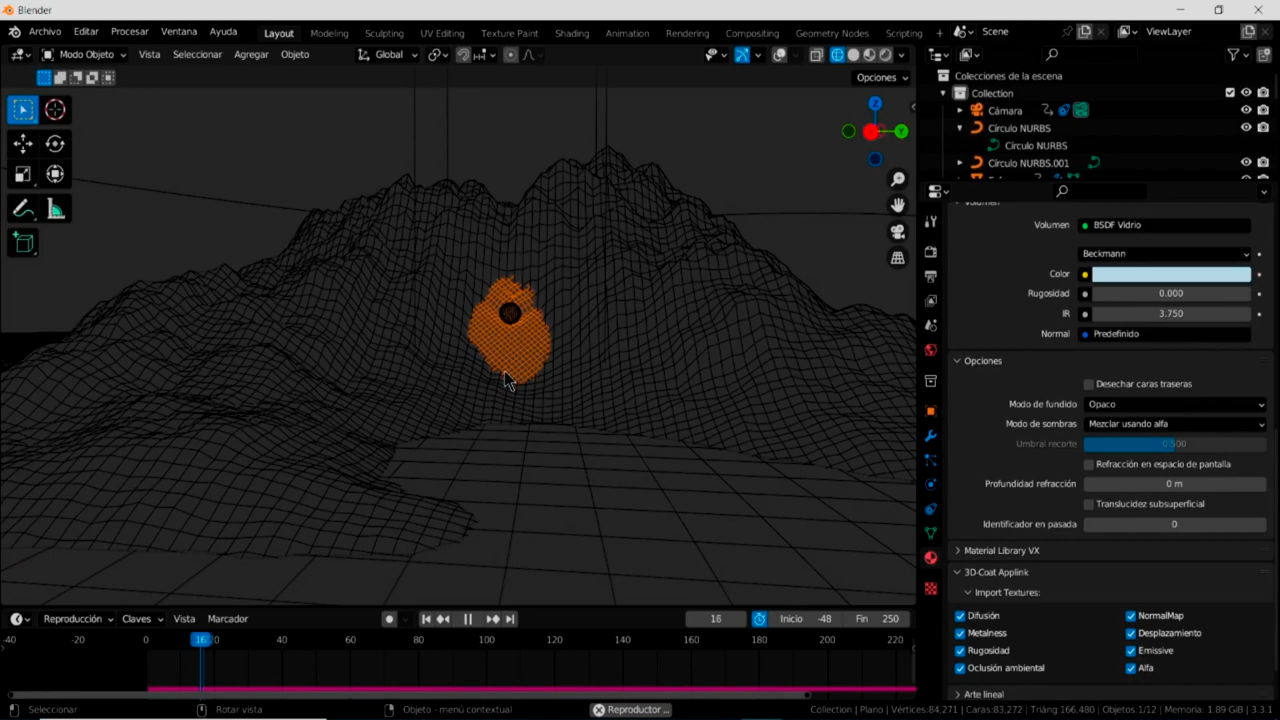 Blender
Archivo Editar Procesar Ventana Ayuda Layout Modeling Sculpting UV Editing Texture Paint Shading Animation Rendering Compositing Geometry Nodes Scripting + Scene ViewLayer
Modo Objeto Vista Seleccionar Agregar Objeto Global
Opciones
Z
Y
Colecciones de la escena
Collection
Cámara
Círculo NURBS
Círculo NURBS
Círculo NURBS.001
Volumen
Volumen BSDF Vidrio
Beckmann
Color
Rugosidad 0.000
IR 3.750
Normal Predefinido
Opciones
Desechar caras traseras
Modo de fundido Opaco
Modo de sombras Mezclar usando alfa
Umbral recorte 0.500
Refracción en espacio de pantalla
Profundidad refracción 0 m
Translucidez subsuperficial
Identificador en pasada 0
Material Library VX
3D-Coat Applink
Import Textures:
Difusión NormalMap
Metalness Desplazamiento
Rugosidad Emissive
Oclusión ambiental Alfa
Arte lineal
Reproducción Claves Vista Marcador 16 Inicio -48 Fin 250
-40 -20 0 16 20 40 60 80 100 120 140 160 180 200 220
Seleccionar Rotar vista Objeto - menú contextual Reproductor ... Collection | Plano | Vértices:84,271 | Caras:83,272 | Triáng:166,480 | Objetos:1/12 | Memoria: 1.89 GiB | 3.3.1